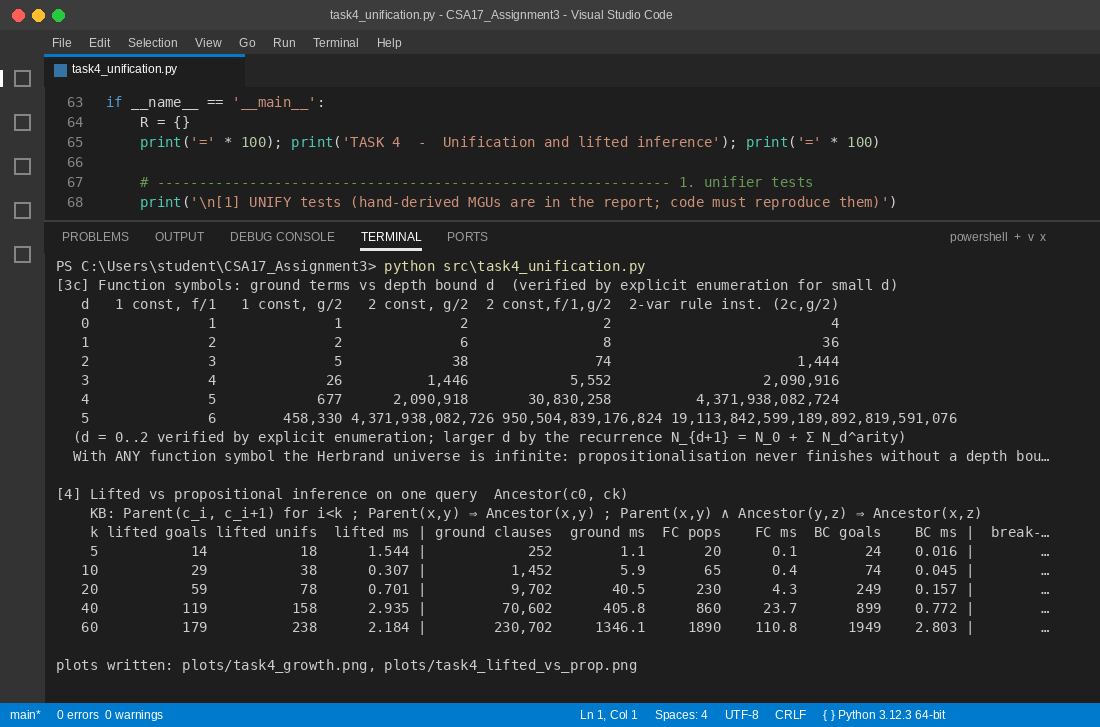 task4_unification.py - CSA17_Assignment3 - Visual Studio Code
File Edit Selection View Go Run Terminal Help
task4_unification.py
63 if __name__ == '__main__':
64 R = {}
65 print('=' * 100); print('TASK 4  -  Unification and lifted inference'); print('=' * 100)
66
67 # ------------------------------------------------------------- 1. unifier tests
68 print('\n[1] UNIFY tests (hand-derived MGUs are in the report; code must reproduce them)')
PROBLEMS OUTPUT DEBUG CONSOLE TERMINAL PORTS powershell + v x
PS C:\Users\student\CSA17_Assignment3> python src\task4_unification.py
[3c] Function symbols: ground terms vs depth bound d  (verified by explicit enumeration for small d)
d   1 const, f/1   1 const, g/2   2 const, g/2  2 const,f/1,g/2  2-var rule inst. (2c,g/2)
0 1 1 2 2 4
1 2 2 6 8 36
2 3 5 38 74 1,444
3 4 26 1,446 5,552 2,090,916
4 5 677 2,090,918 30,830,258 4,371,938,082,724
5 6 458,330 4,371,938,082,726 950,504,839,176,824 19,113,842,599,189,892,819,591,076
(d = 0..2 verified by explicit enumeration; larger d by the recurrence N_{d+1} = N_0 + Σ N_d^arity)
With ANY function symbol the Herbrand universe is infinite: propositionalisation never finishes without a depth bou…
[4] Lifted vs propositional inference on one query  Ancestor(c0, ck)
KB: Parent(c_i, c_i+1) for i<k ; Parent(x,y) ⇒ Ancestor(x,y) ; Parent(x,y) ∧ Ancestor(y,z) ⇒ Ancestor(x,z)
k lifted goals lifted unifs  lifted ms | ground clauses  ground ms  FC pops    FC ms  BC goals    BC ms |  break-…
5 14 18 1.544 | 252 1.1 20 0.1 24 0.016 | …
10 29 38 0.307 | 1,452 5.9 65 0.4 74 0.045 | …
20 59 78 0.701 | 9,702 40.5 230 4.3 249 0.157 | …
40 119 158 2.935 | 70,602 405.8 860 23.7 899 0.772 | …
60 179 238 2.184 | 230,702 1346.1 1890 110.8 1949 2.803 | …
plots written: plots/task4_growth.png, plots/task4_lifted_vs_prop.png
main* 0 errors 0 warnings Ln 1, Col 1 Spaces: 4 UTF-8 CRLF { } Python 3.12.3 64-bit